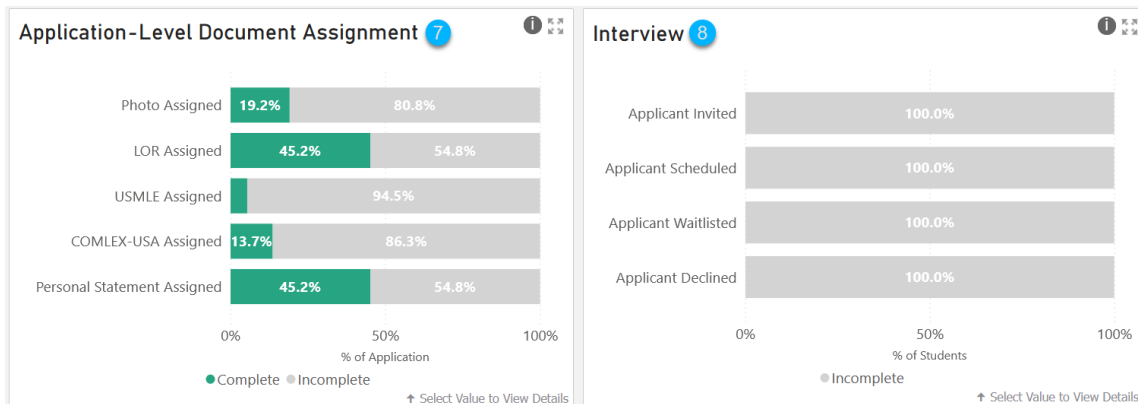 Application-Level Document Assignment 7
i
Photo Assigned 19.2% 80.8%
LOR Assigned 45.2% 54.8%
USMLE Assigned 94.5%
COMLEX-USA Assigned 13.7% 86.3%
Personal Statement Assigned 45.2% 54.8%
0% 50% 100%
% of Application
Complete Incomplete
Select Value to View Details
Interview 8
i
Applicant Invited 100.0%
Applicant Scheduled 100.0%
Applicant Waitlisted 100.0%
Applicant Declined 100.0%
0% 50% 100%
% of Students
Incomplete
Select Value to View Details